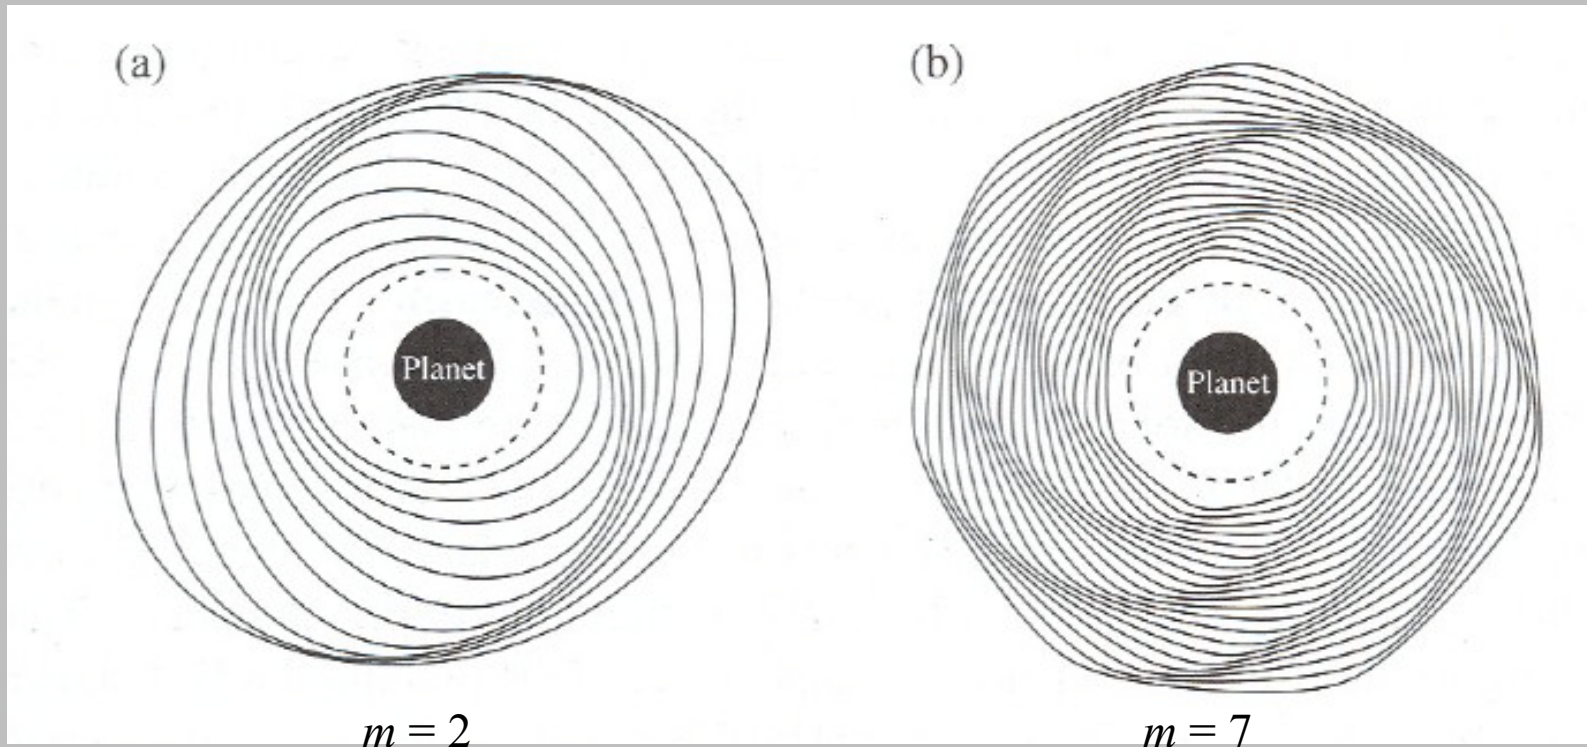 (a)
(b)
Planet
Planet
m = 2
m = 7